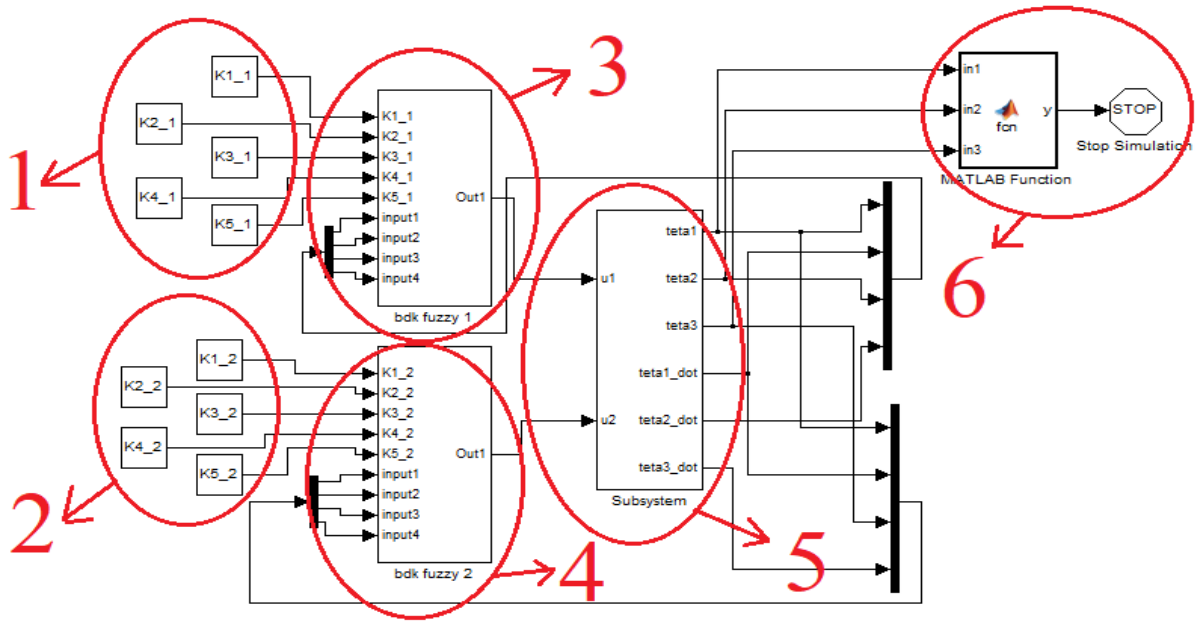 1
K1_1
K2_1
K3_1
K4_1
K5_1
3
K1_1
K2_1
K3_1
K4_1
K5_1
input1
input2
input3
input4
Out1
bdk fuzzy 1
2
K1_2
K2_2
K3_2
K4_2
K5_2
4
K1_2
K2_2
K3_2
K4_2
K5_2
input1
input2
input3
input4
Out1
bdk fuzzy 2
5
u1
u2
teta1
teta2
teta3
teta1_dot
teta2_dot
teta3_dot
Subsystem
6
in1
in2
in3
fcn
y
MATLAB Function
STOP
Stop Simulation